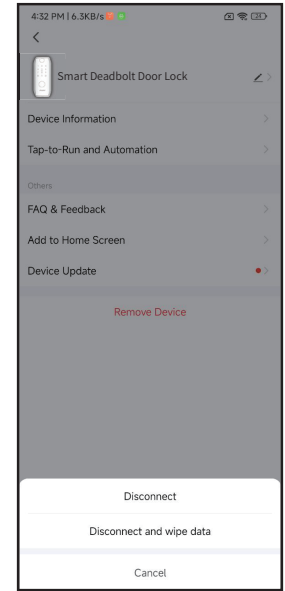 4:32 PM | 6.3KB/s
24
Smart Deadbolt Door Lock
Device Information
Tap-to-Run and Automation
Others
FAQ & Feedback
Add to Home Screen
Device Update
Remove Device
Disconnect
Disconnect and wipe data
Cancel